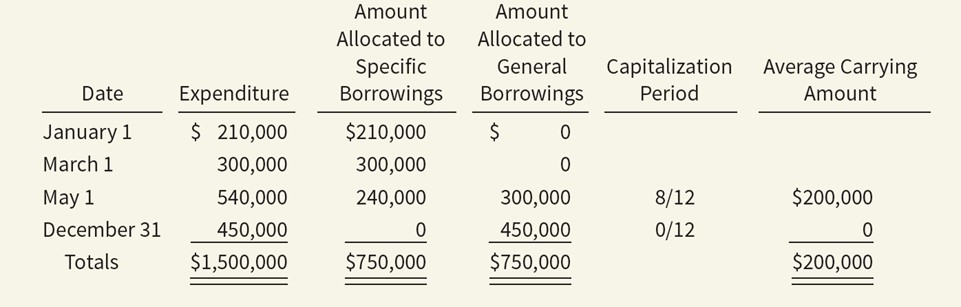 Amount Amount
Allocated to Allocated to
Specific General Capitalization Average Carrying
Date Expenditure Borrowings Borrowings Period Amount
January 1 $ 210,000 $210,000 $ 0
March 1 300,000 300,000 0
May 1 540,000 240,000 300,000 8/12 $200,000
December 31 450,000 0 450,000 0/12 0
Totals $1,500,000 $750,000 $750,000 $200,000